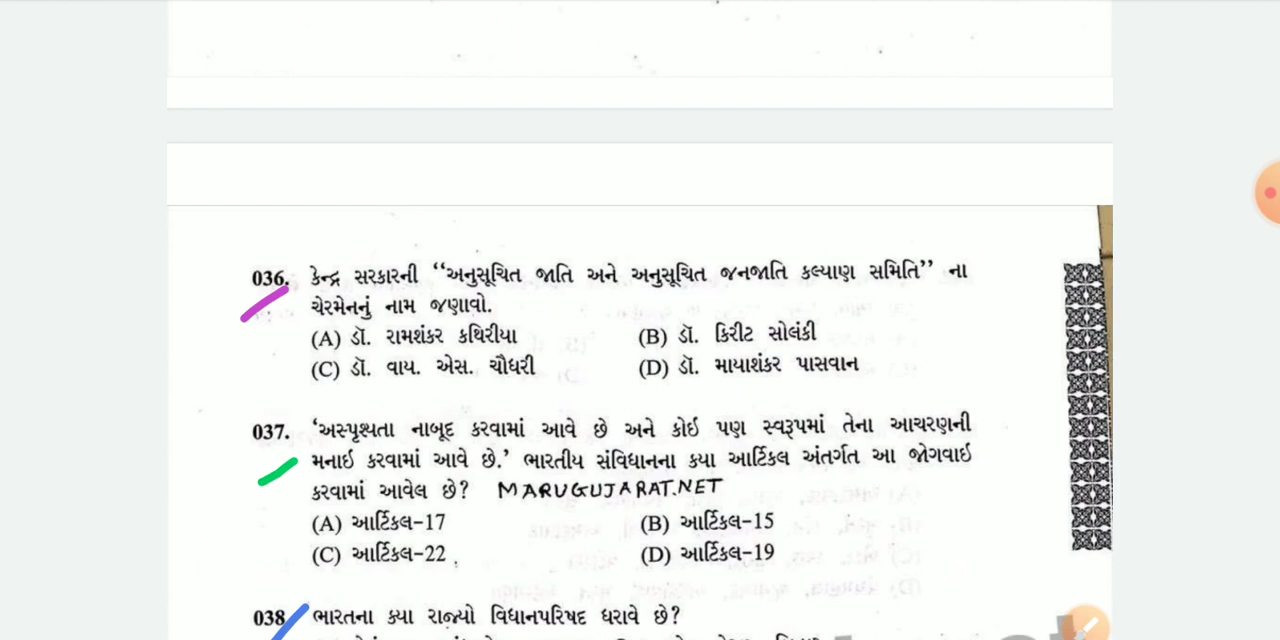 036. કેન્દ્ર સરકારની “અનુસૂચિત જાતિ અને અનુસૂચિત જનજાતિ કલ્યાણ સમિતિ” ના
ચેરમેનનું નામ જણાવો.
(A) ડૉ. રામશંકર કથિરીયા (B) ડૉ. કિરીટ સોલંકી
(C) ડૉ. વાય. એસ. ચૌધરી (D) ડૉ. માયાશંકર પાસવાન
037. ‘અસ્પૃશ્યતા નાબૂદ કરવામાં આવે છે અને કોઈ પણ સ્વરૂપમાં તેના આચરણની
મનાઇ કરવામાં આવે છે.’ ભારતીય સંવિધાનના કયા આર્ટિકલ અંતર્ગત આ જોગવાઇ
કરવામાં આવેલ છે? MARUGUJARAT.NET
(A) આર્ટિકલ-17 (B) આર્ટિકલ-15
(C) આર્ટિકલ-22 (D) આર્ટિકલ-19
038 ભારતના ક્યા રાજ્યો વિધાનપરિષદ ધરાવે છે?